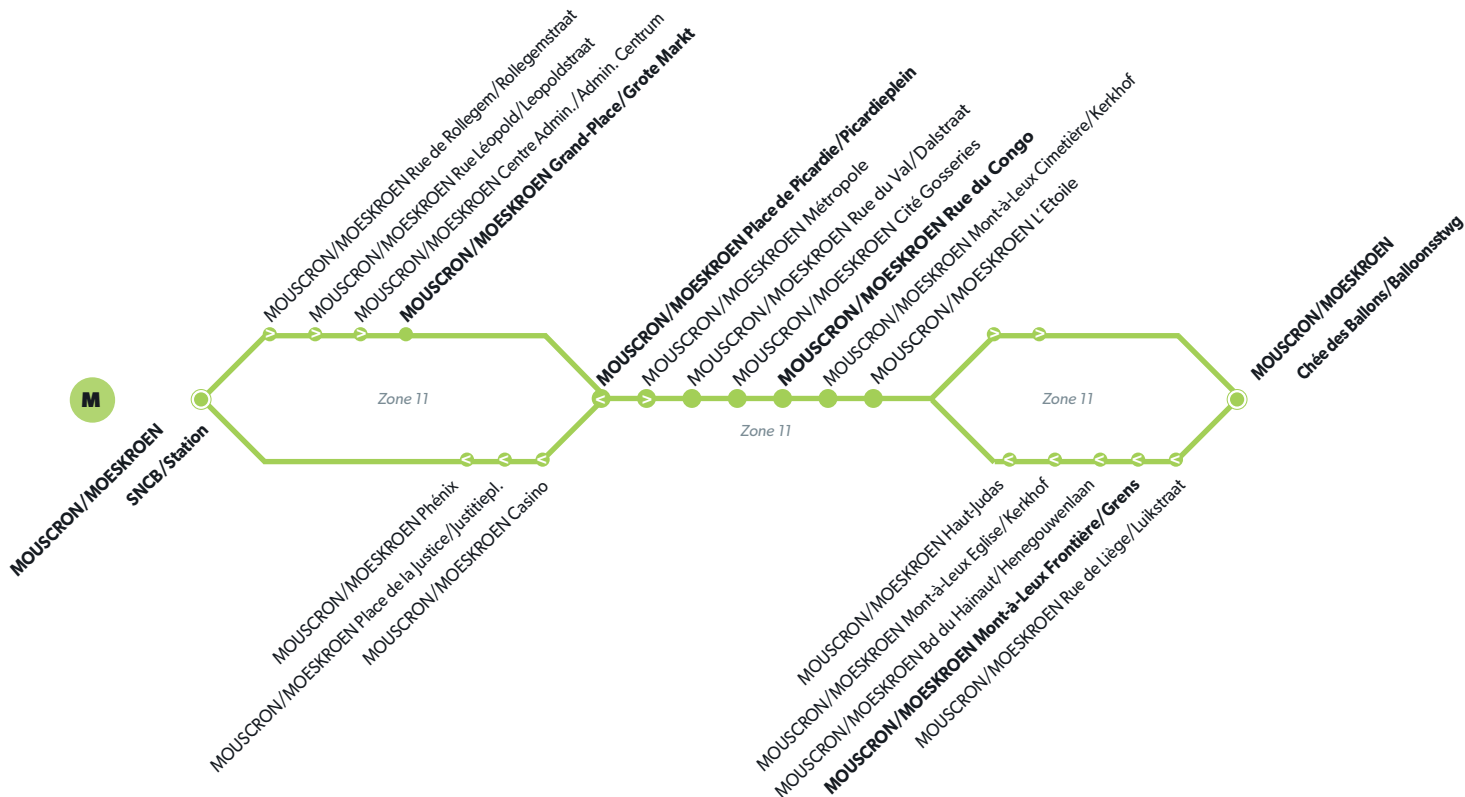 MOUSCRON/MOESKROEN Rue de Rollegem/Rollegemstraat
MOUSCRON/MOESKROEN Rue Léopold/Leopoldstraat
MOUSCRON/MOESKROEN Centre Admin./Admin. Centrum
MOUSCRON/MOESKROEN Grand-Place/Grote Markt
MOUSCRON/MOESKROEN Place de Picardie/Picardieplein
MOUSCRON/MOESKROEN Métropole
MOUSCRON/MOESKROEN Rue du Val/Dalstraat
MOUSCRON/MOESKROEN Cité Gosseries
MOUSCRON/MOESKROEN Rue du Congo
MOUSCRON/MOESKROEN Mont-à-Leux Cimetière/Kerkhof
MOUSCRON/MOESKROEN L'Etoile
MOUSCRON/MOESKROEN
Chée des Ballons/Balloonsstwg
M
Zone 11
Zone 11
Zone 11
MOUSCRON/MOESKROEN
SNCB/Station
MOUSCRON/MOESKROEN Phénix
MOUSCRON/MOESKROEN Place de la Justice/Justitiepl.
MOUSCRON/MOESKROEN Casino
MOUSCRON/MOESKROEN Haut-Judas
MOUSCRON/MOESKROEN Mont-à-Leux Eglise/Kerkhof
MOUSCRON/MOESKROEN Bd du Hainaut/Henegouwenlaan
MOUSCRON/MOESKROEN Mont-à-Leux Frontière/Grens
MOUSCRON/MOESKROEN Rue de Liège/Luikstraat